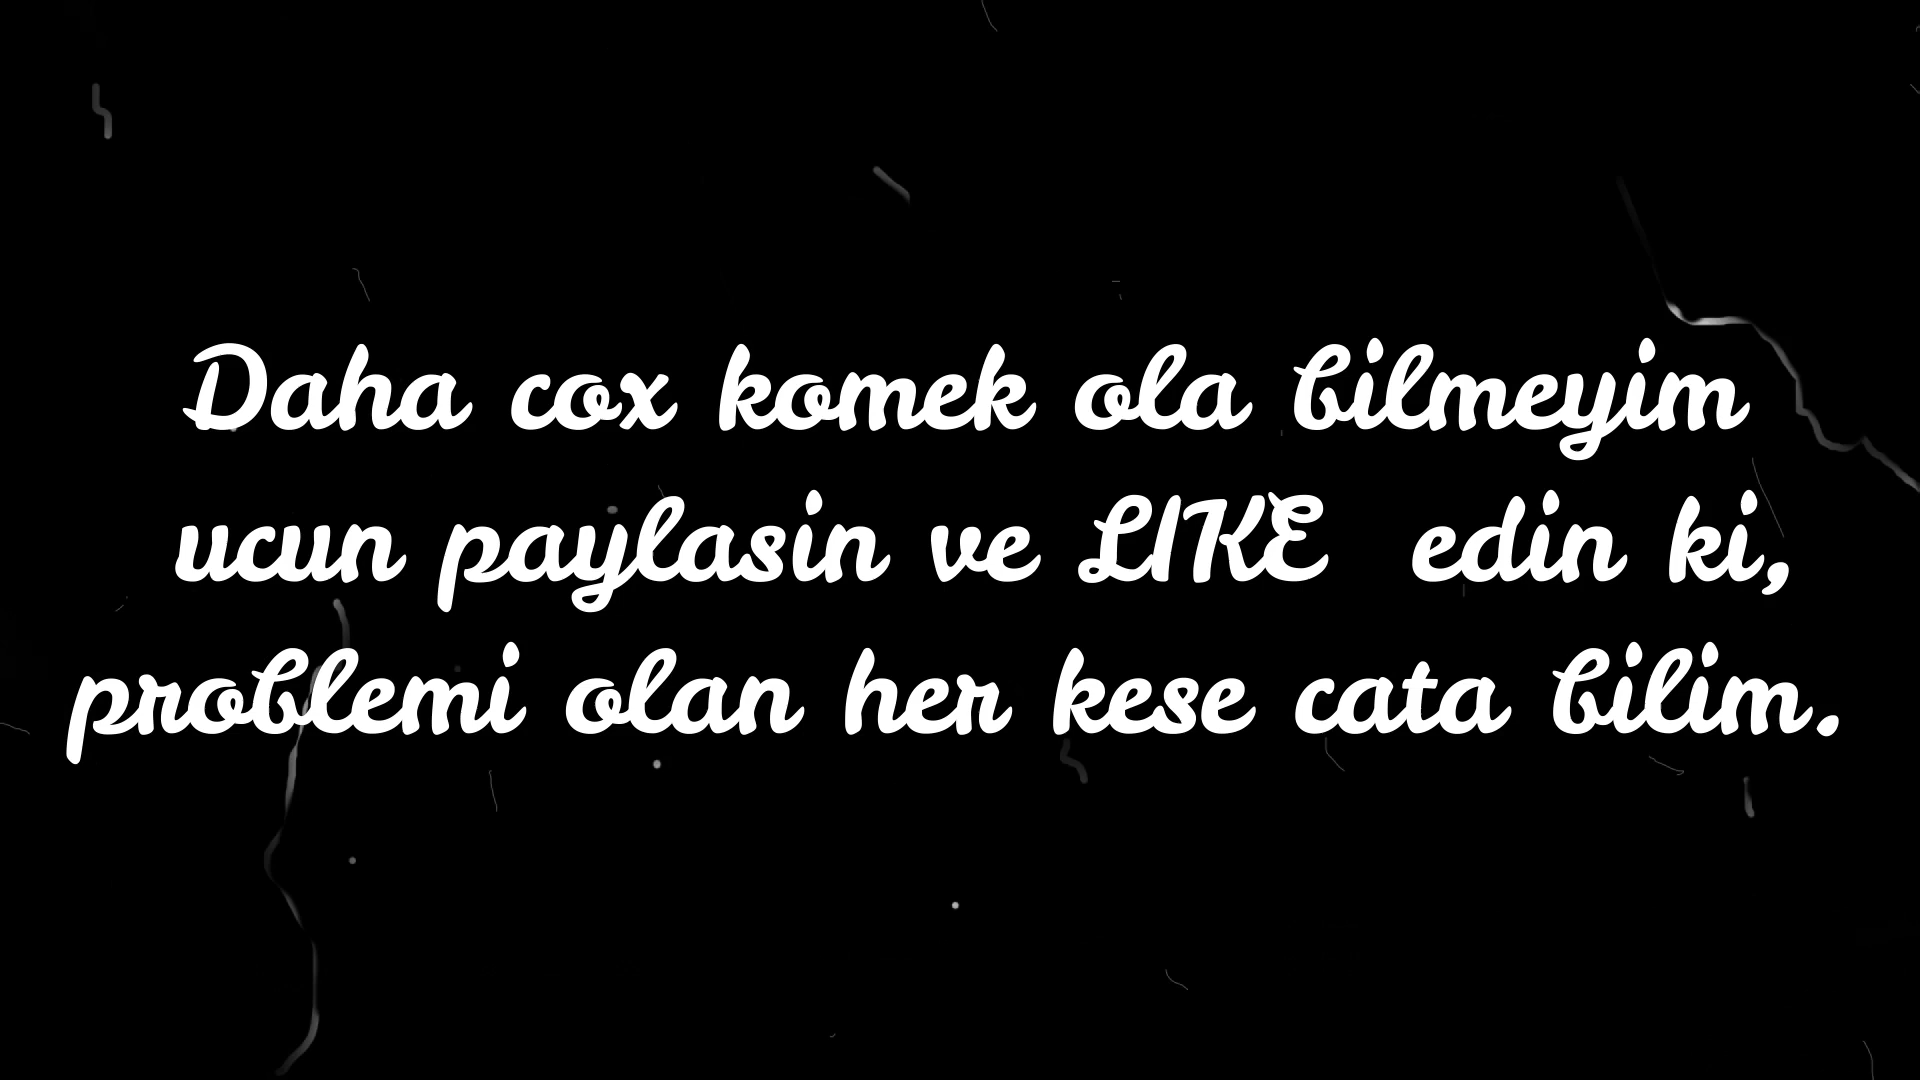 Daha cox komek ola bilmeyim
ucun paylasin ve LIKE edin ki,
problemi olan her kese cata bilim.